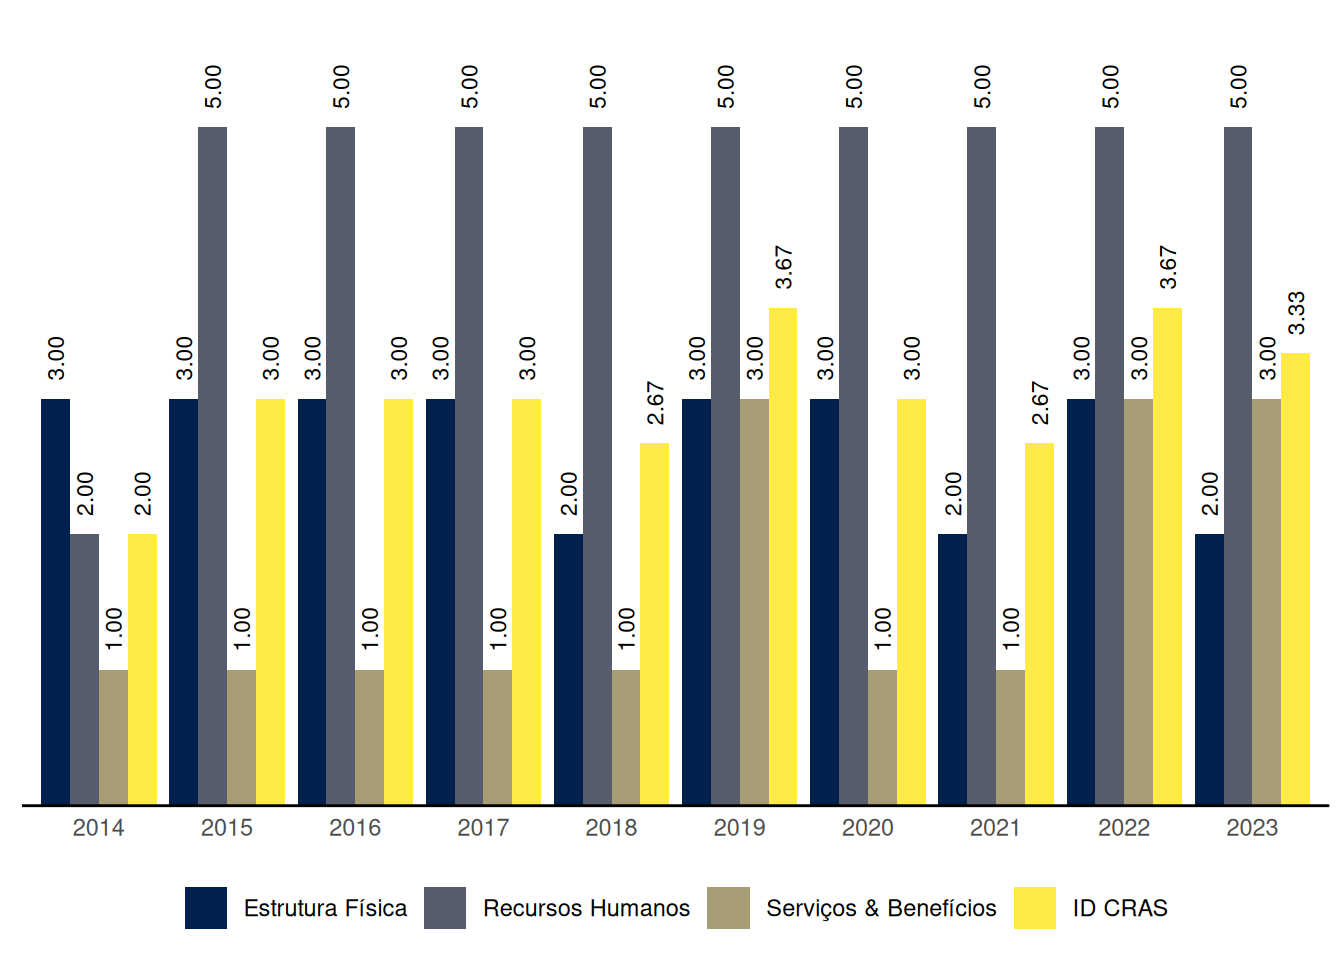 5.00 5.00 5.00 5.00 5.00 5.00 5.00 5.00 5.00
3.67 3.67
3.33
3.00 3.00 3.00 3.00 3.00 3.00 3.00 3.00 3.00 3.00 3.00 3.00 3.00 3.00
2.67 2.67
2.00 2.00 2.00 2.00 2.00
1.00 1.00 1.00 1.00 1.00 1.00 1.00
2014 2015 2016 2017 2018 2019 2020 2021 2022 2023
Estrutura Física Recursos Humanos Serviços & Benefícios ID CRAS